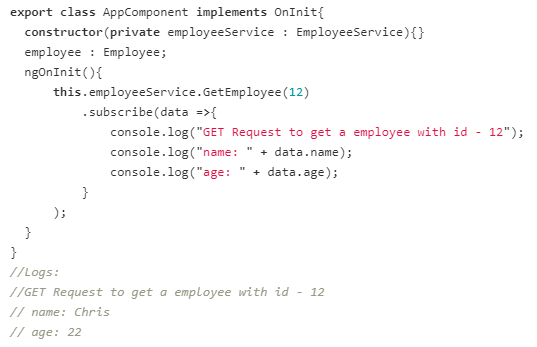 export class AppComponent implements OnInit{
  constructor(private employeeService : EmployeeService){}
  employee : Employee;
  ngOnInit(){
      this.employeeService.GetEmployee(12)
          .subscribe(data =>{
              console.log("GET Request to get a employee with id - 12");
              console.log("name: " + data.name);
              console.log("age: " + data.age);
          }
      );
  }
}
//Logs:
//GET Request to get a employee with id - 12
// name: Chris
// age: 22